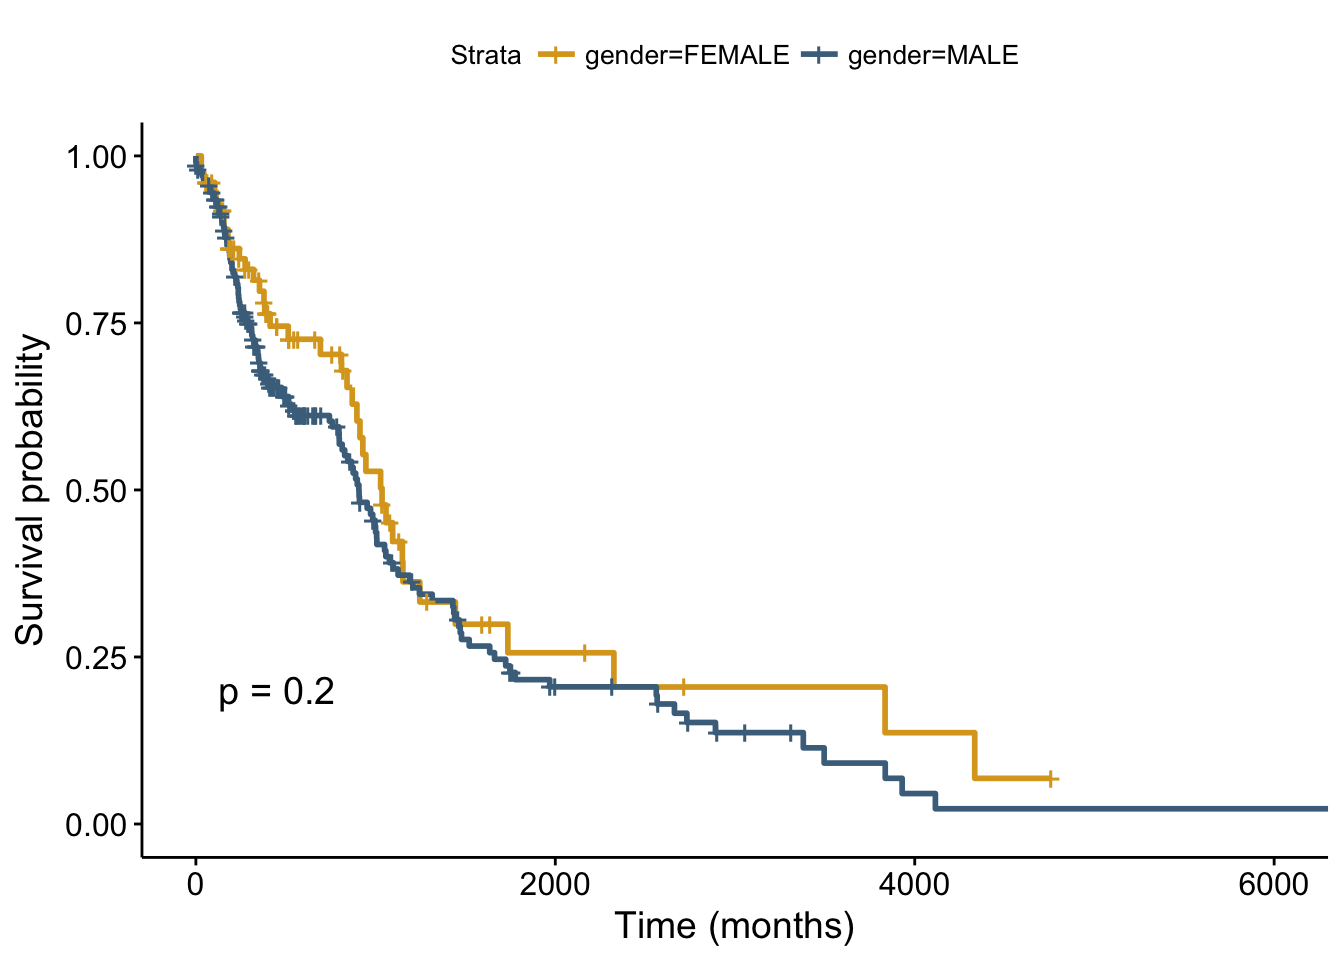 Strata gender=FEMALE gender=MALE
1.00
0.75
0.50
0.25
0.00
Survival probability
p = 0.2
0 2000 4000 6000
Time (months)